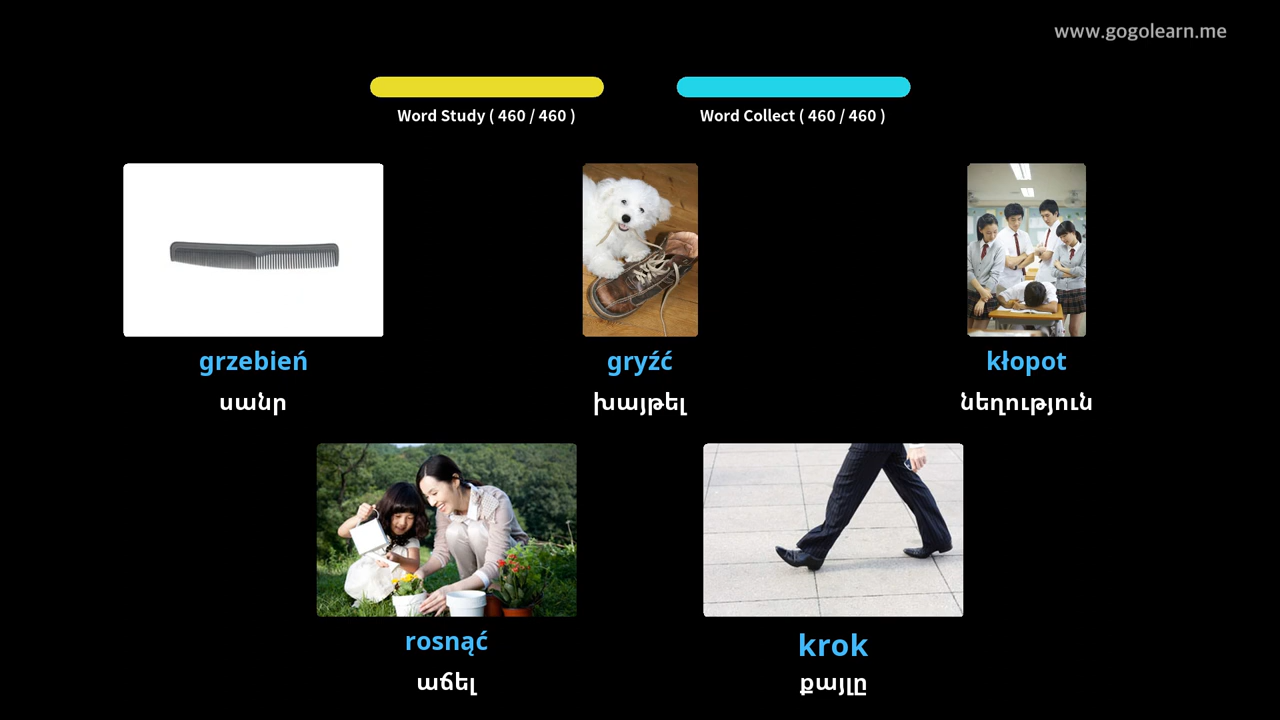 www.gogolearn.me
Word Study ( 460 / 460 )
Word Collect ( 460 / 460 )
grzebień
սանր
gryźć
խայթել
kłopot
նեղություն
rosnąć
աճել
krok
քայլը